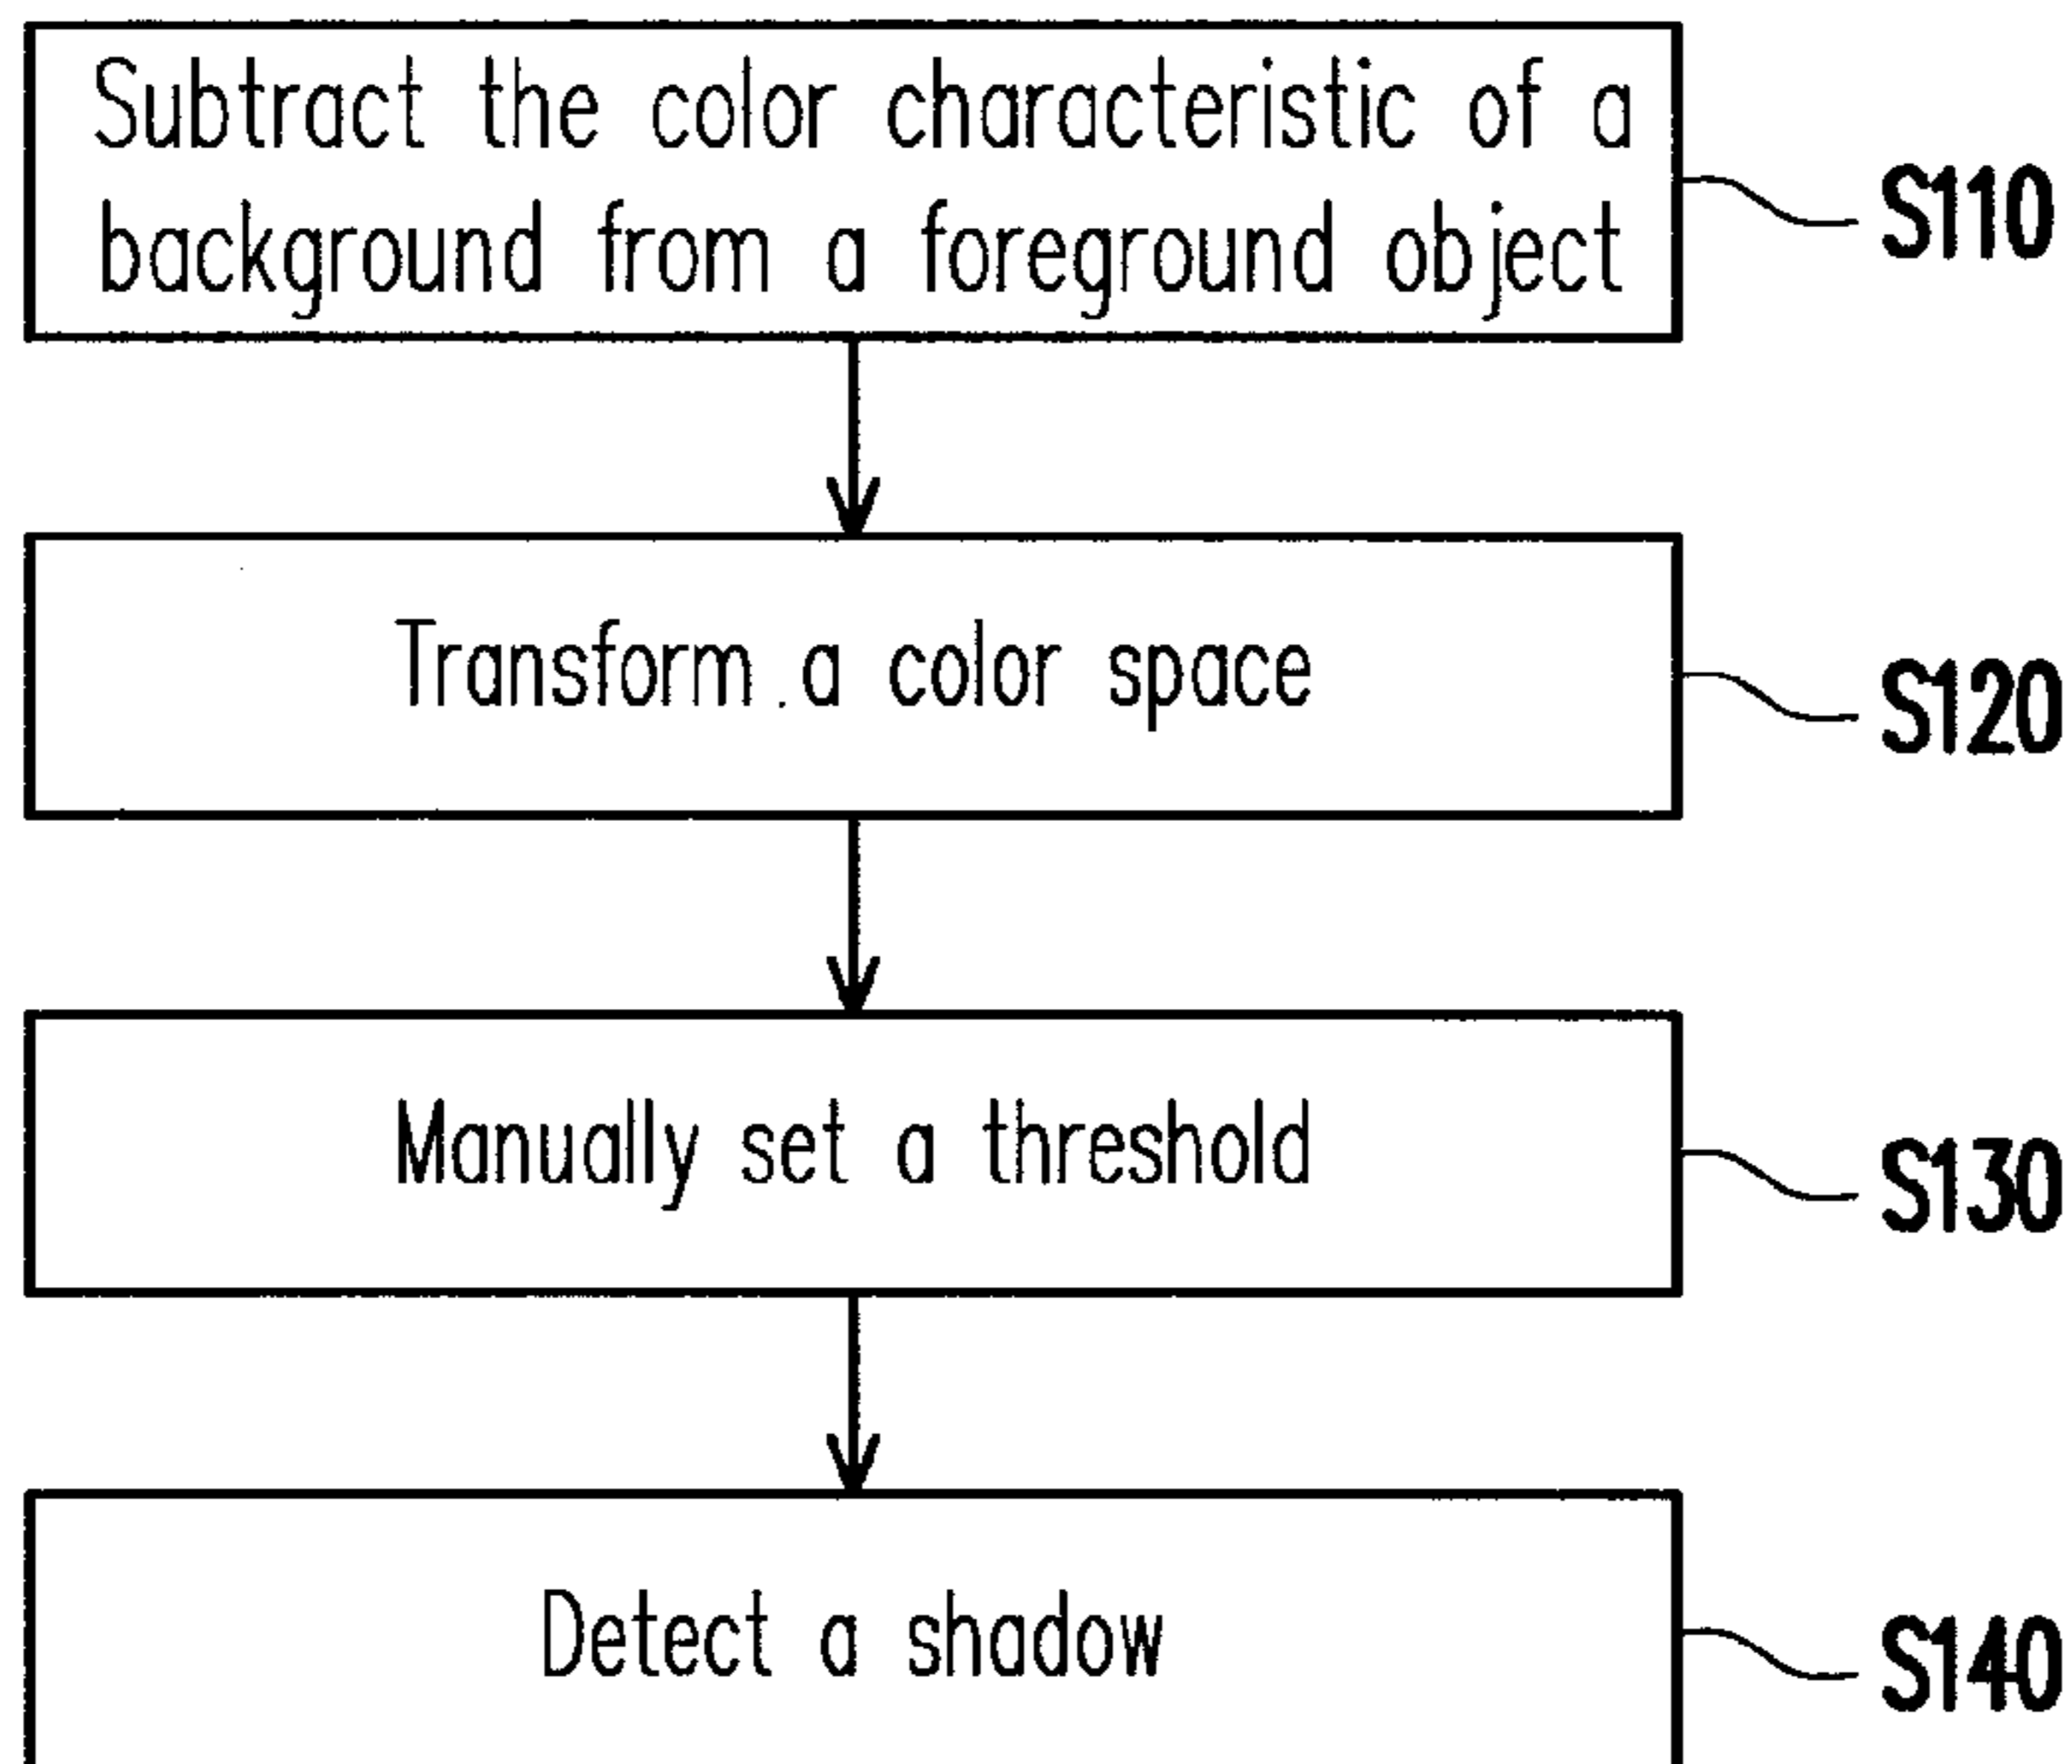 Subtract the color characteristic of a
background from a foreground object
S110
Transform a color space
S120
Manually set a threshold
S130
Detect a shadow
S140